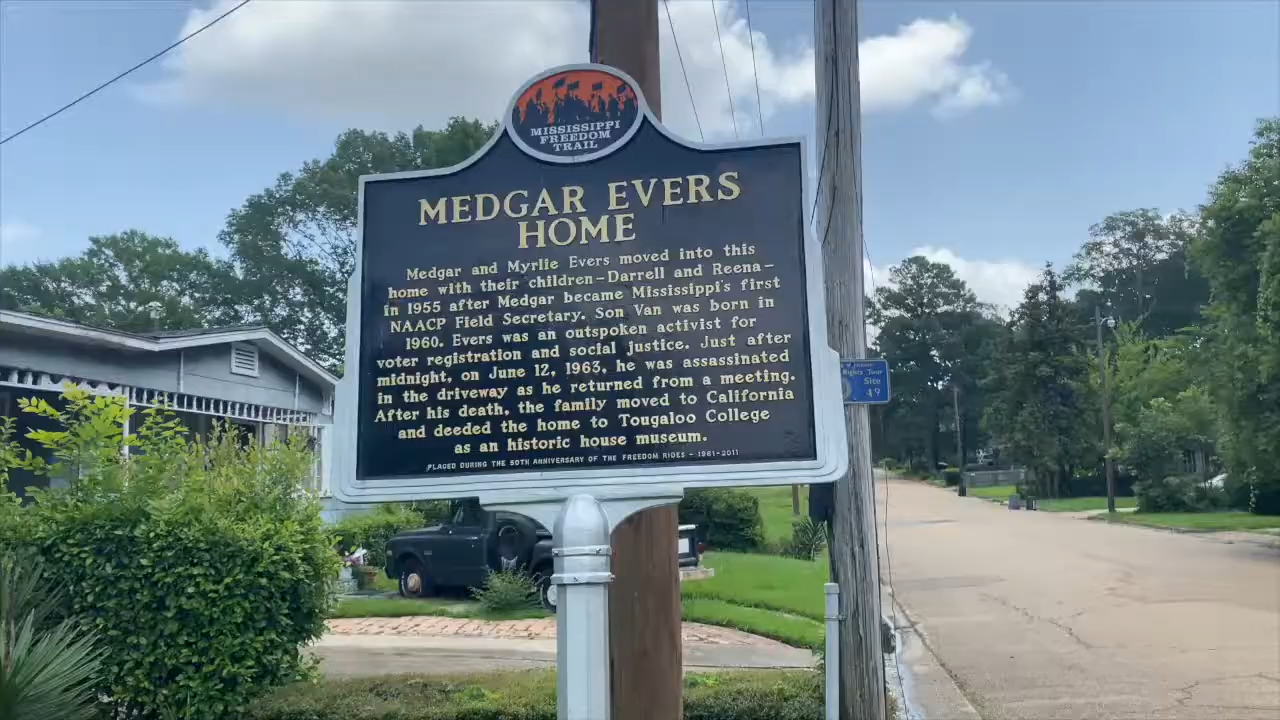 MISSISSIPPI
FREEDOM
TRAIL
MEDGAR EVERS
HOME
Medgar and Myrlie Evers moved into this
home with their children–Darrell and Reena–
in 1955 after Medgar became Mississippi's first
NAACP Field Secretary. Son Van was born in
1960. Evers was an outspoken activist for
voter registration and social justice. Just after
midnight, on June 12, 1963, he was assassinated
in the driveway as he returned from a meeting.
After his death, the family moved to California
and deeded the home to Tougaloo College
as an historic house museum.
PLACED DURING THE 50TH ANNIVERSARY OF THE FREEDOM RIDES – 1961-2011
Rights Tour
Site
49